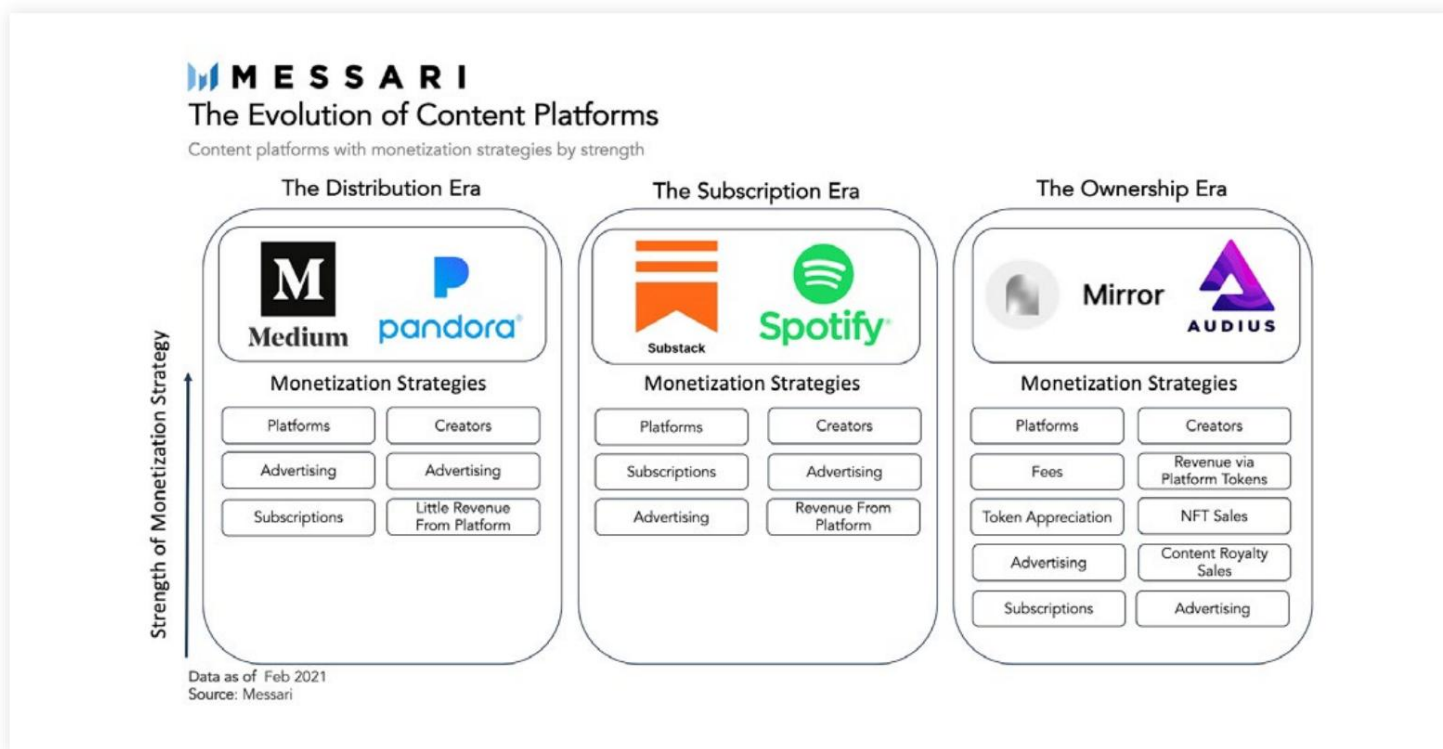 MESSARI
The Evolution of Content Platforms
Content platforms with monetization strategies by strength
Strength of Monetization Strategy
The Distribution Era
M
Medium
pandora®
Monetization Strategies
Platforms
Creators
Advertising
Advertising
Subscriptions
Little Revenue
From Platform
The Subscription Era
Substack
Spotify®
Monetization Strategies
Platforms
Creators
Subscriptions
Advertising
Advertising
Revenue From
Platform
The Ownership Era
Mirror
AUDIUS
Monetization Strategies
Platforms
Creators
Fees
Revenue via
Platform Tokens
Token Appreciation
NFT Sales
Advertising
Content Royalty
Sales
Subscriptions
Advertising
Data as of Feb 2021
Source: Messari